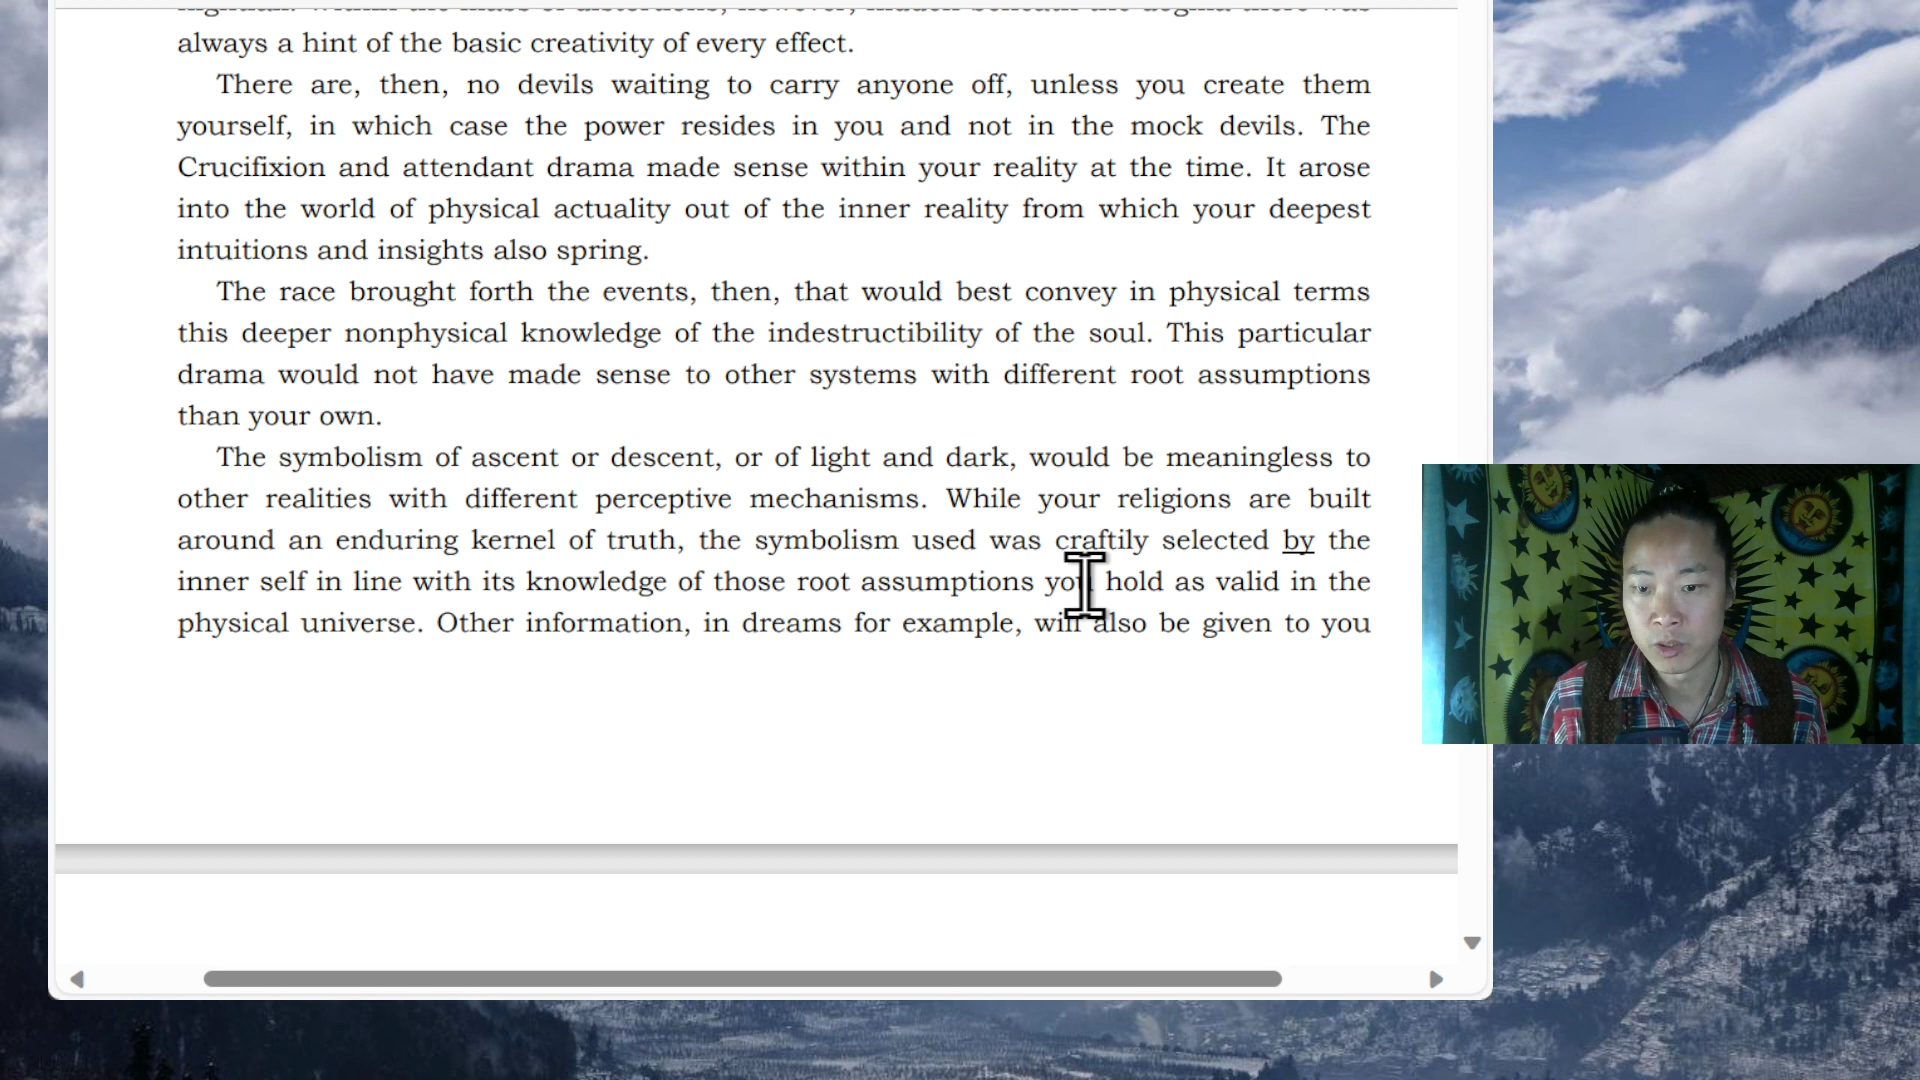 always a hint of the basic creativity of every effect.
There are, then, no devils waiting to carry anyone off, unless you create them
yourself, in which case the power resides in you and not in the mock devils. The
Crucifixion and attendant drama made sense within your reality at the time. It arose
into the world of physical actuality out of the inner reality from which your deepest
intuitions and insights also spring.
The race brought forth the events, then, that would best convey in physical terms
this deeper nonphysical knowledge of the indestructibility of the soul. This particular
drama would not have made sense to other systems with different root assumptions
than your own.
The symbolism of ascent or descent, or of light and dark, would be meaningless to
other realities with different perceptive mechanisms. While your religions are built
around an enduring kernel of truth, the symbolism used was craftily selected by the
inner self in line with its knowledge of those root assumptions you hold as valid in the
physical universe. Other information, in dreams for example, will also be given to you